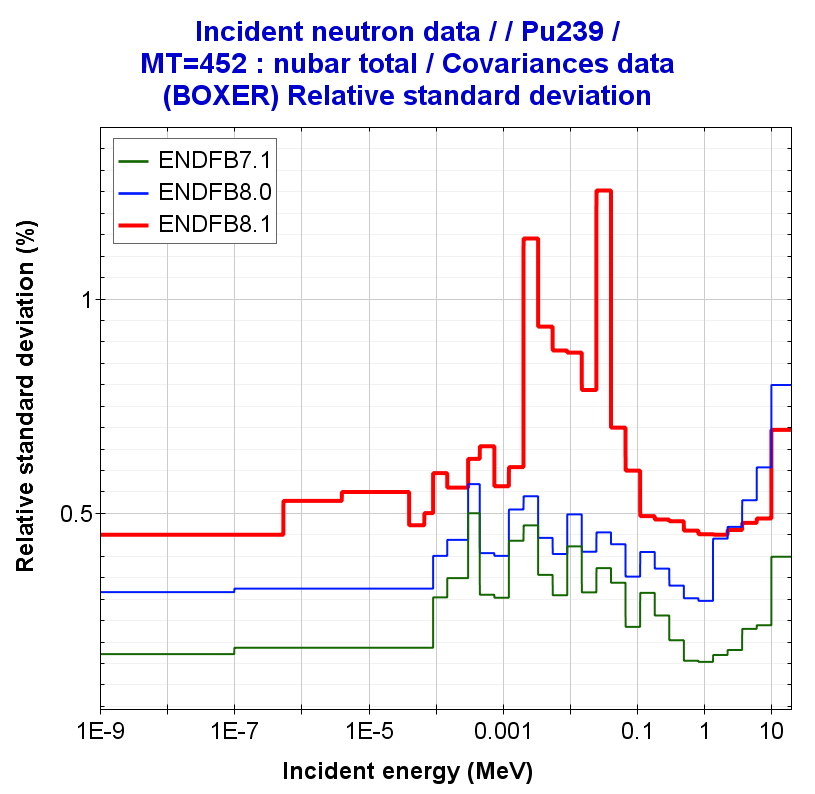 Incident neutron data / / Pu239 /
MT=452 : nubar total / Covariances data
(BOXER) Relative standard deviation
ENDFB7.1
ENDFB8.0
ENDFB8.1
Relative standard deviation (%)
1
0.5
1E-9 1E-7 1E-5 0.001 0.1 1 10
Incident energy (MeV)